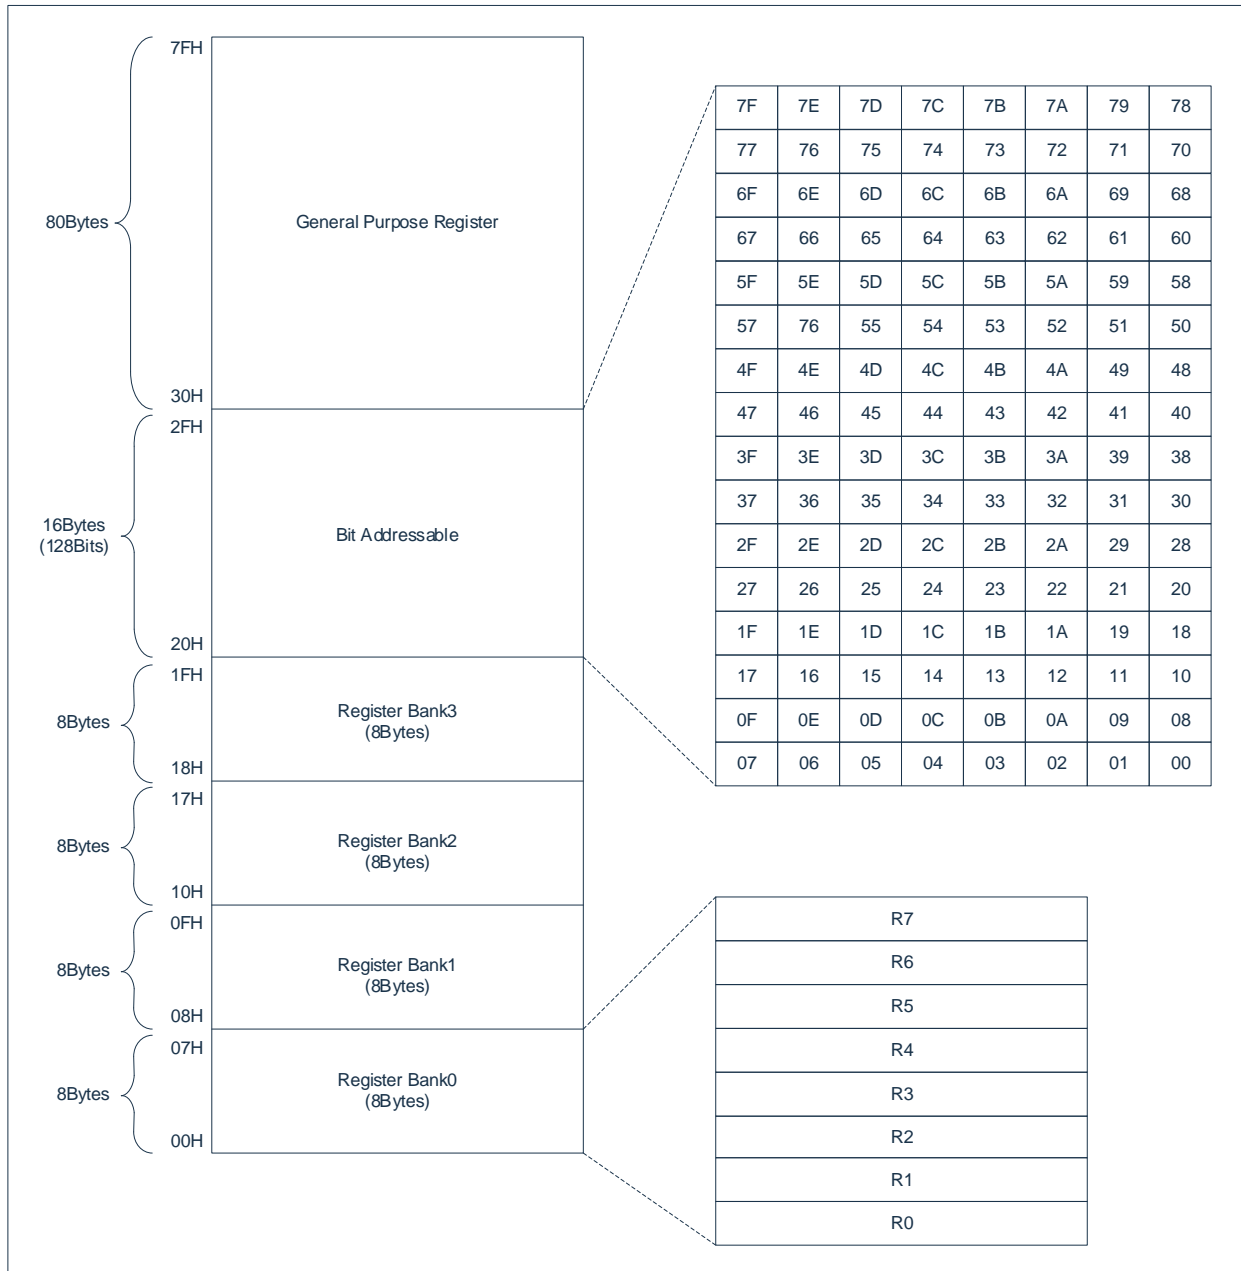 7FH
80Bytes
General Purpose Register
30H
2FH
16Bytes
(128Bits)
Bit Addressable
20H
1FH
8Bytes
Register Bank3
(8Bytes)
18H
17H
8Bytes
Register Bank2
(8Bytes)
10H
0FH
8Bytes
Register Bank1
(8Bytes)
08H
07H
8Bytes
Register Bank0
(8Bytes)
00H
7F 7E 7D 7C 7B 7A 79 78
77 76 75 74 73 72 71 70
6F 6E 6D 6C 6B 6A 69 68
67 66 65 64 63 62 61 60
5F 5E 5D 5C 5B 5A 59 58
57 76 55 54 53 52 51 50
4F 4E 4D 4C 4B 4A 49 48
47 46 45 44 43 42 41 40
3F 3E 3D 3C 3B 3A 39 38
37 36 35 34 33 32 31 30
2F 2E 2D 2C 2B 2A 29 28
27 26 25 24 23 22 21 20
1F 1E 1D 1C 1B 1A 19 18
17 16 15 14 13 12 11 10
0F 0E 0D 0C 0B 0A 09 08
07 06 05 04 03 02 01 00
R7
R6
R5
R4
R3
R2
R1
R0